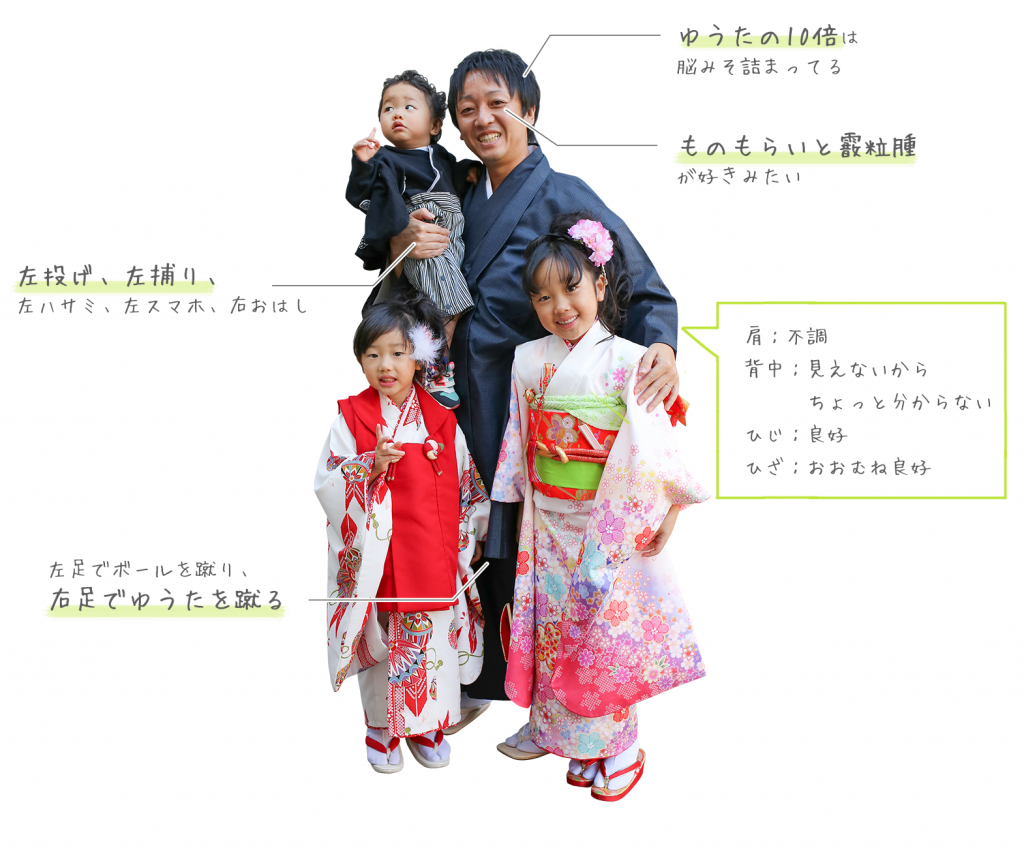 ゆうたの10倍は
脳みそ詰まってる
ものもらいと霰粒腫
が好きみたい
左投げ、左捕り、
左ハサミ、左スマホ、右おはし
肩；不調
背中；見えないから
ちょっと分からない
ひじ；良好
ひざ；おおむね良好
左足でボールを蹴り、
右足でゆうたを蹴る